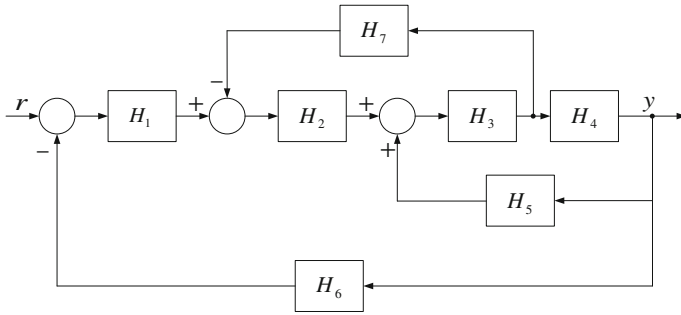 H₇
−
r
H₁
+
H₂
+
H₃
H₄
y
−
+
H₅
H₆